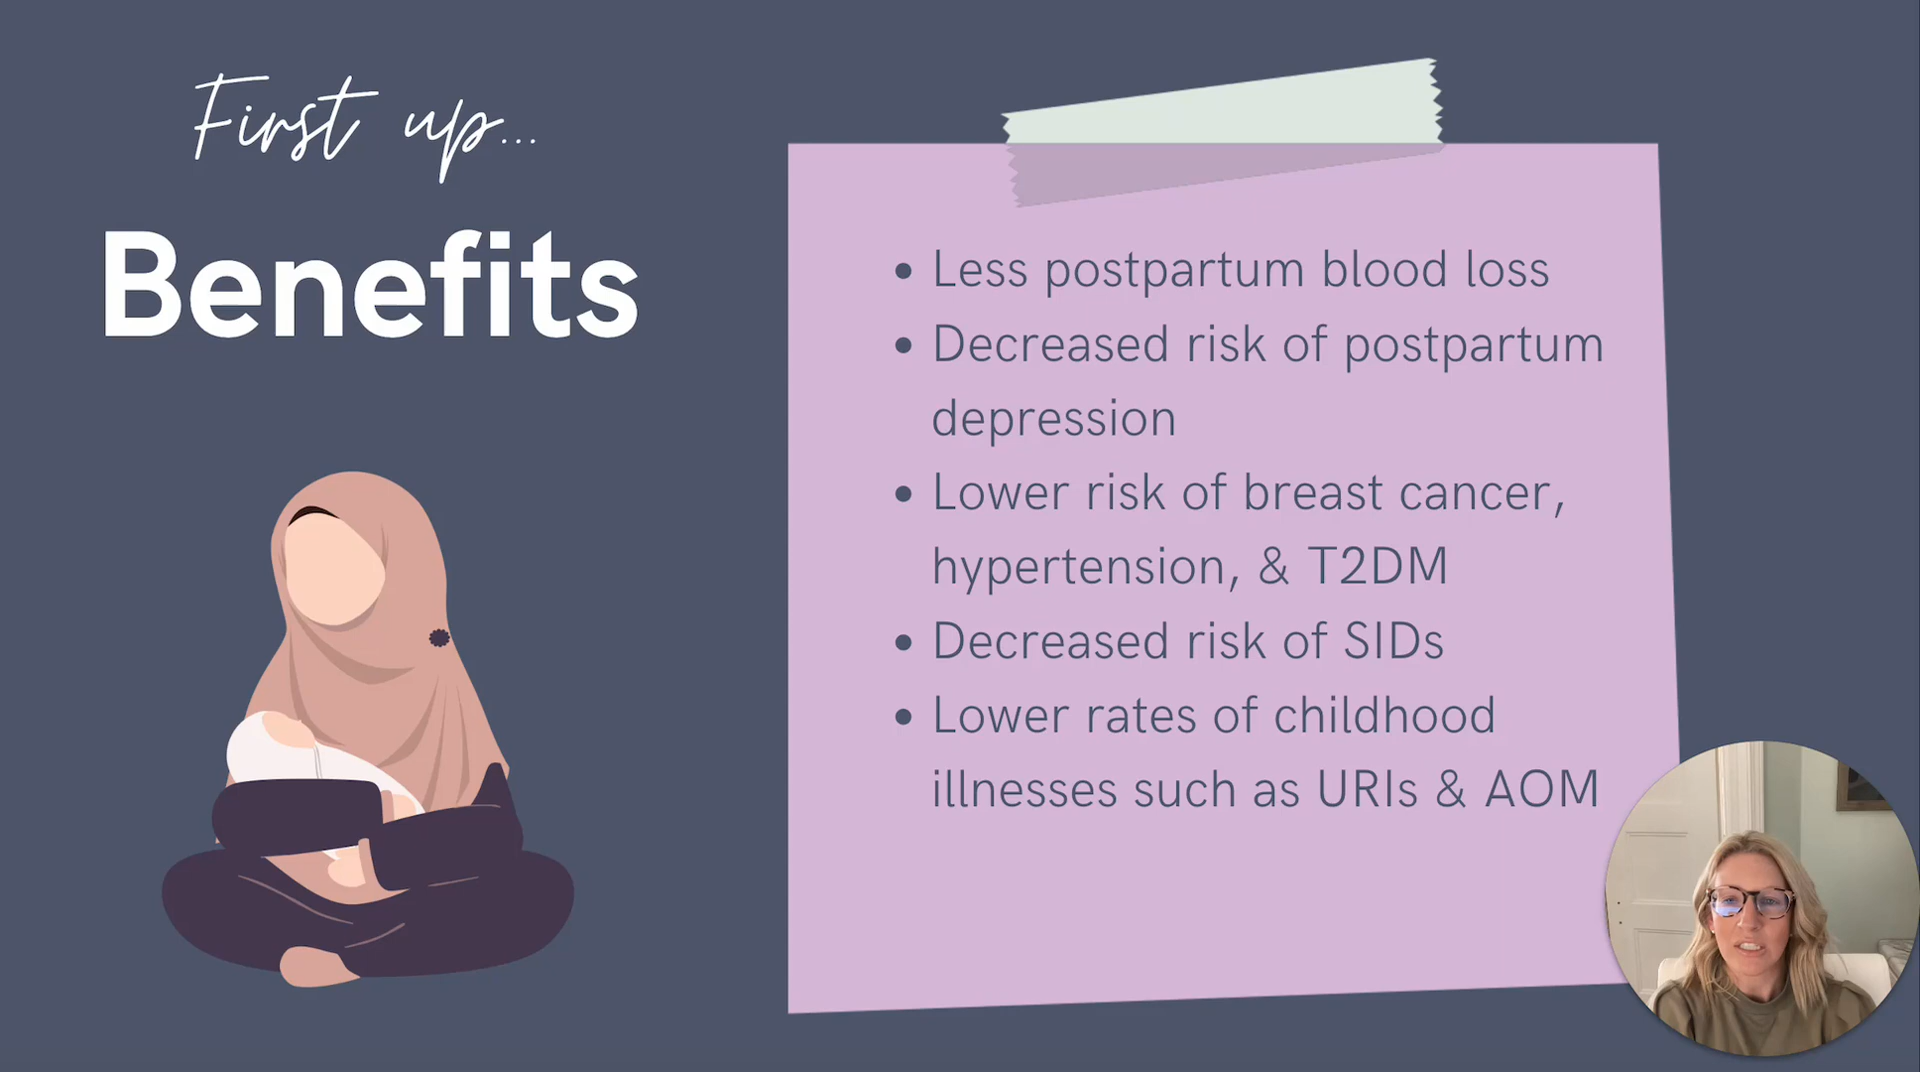 First up...
Benefits
• Less postpartum blood loss
• Decreased risk of postpartum
depression
• Lower risk of breast cancer,
hypertension, & T2DM
• Decreased risk of SIDs
• Lower rates of childhood
illnesses such as URIs & AOM